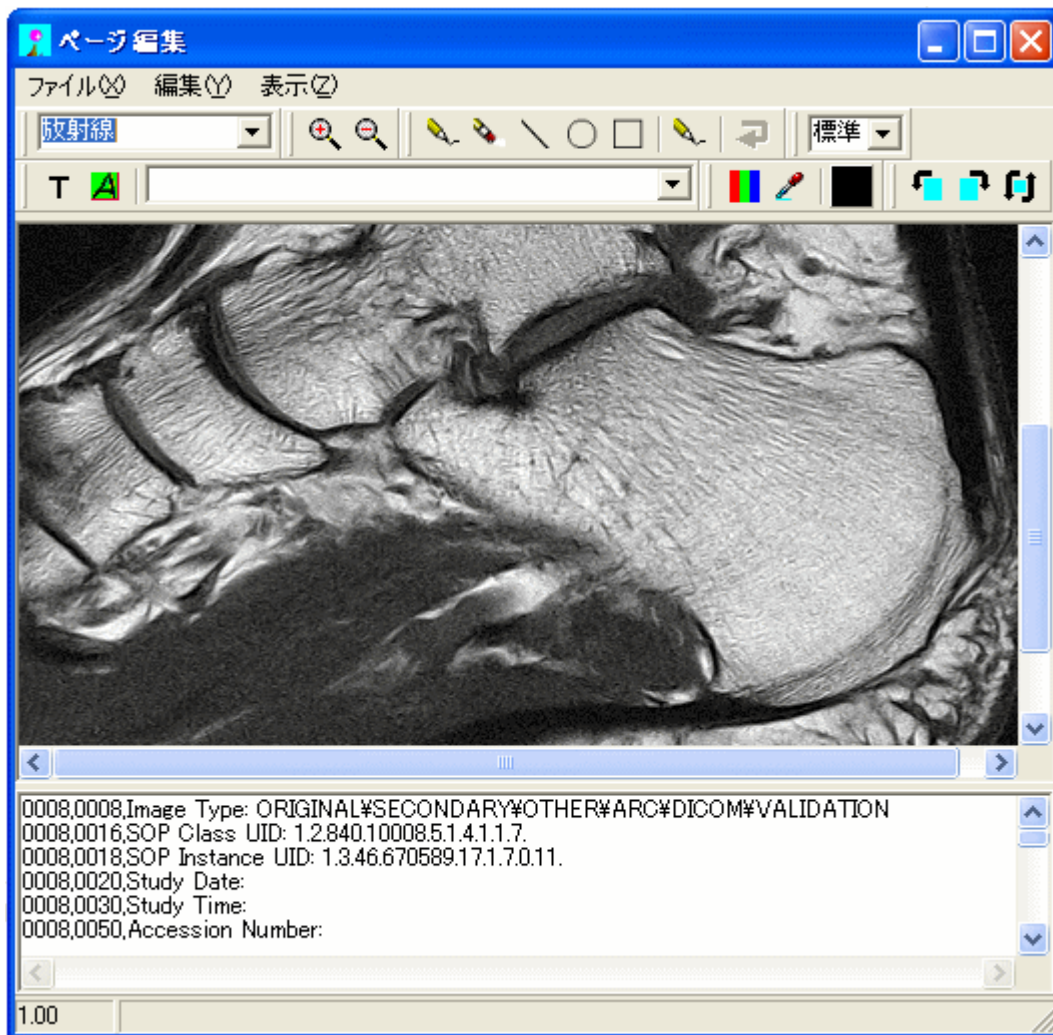 ページ編集
ファイル(X) 編集(Y) 表示(Z)
放射線 標準
T A
0008,0008,Image Type: ORIGINAL¥SECONDARY¥OTHER¥ARC¥DICOM¥VALIDATION
0008,0016,SOP Class UID: 1.2.840.10008.5.1.4.1.1.7.
0008,0018,SOP Instance UID: 1.3.46.670589.17.1.7.0.11.
0008,0020,Study Date:
0008,0030,Study Time:
0008,0050,Accession Number:
1.00